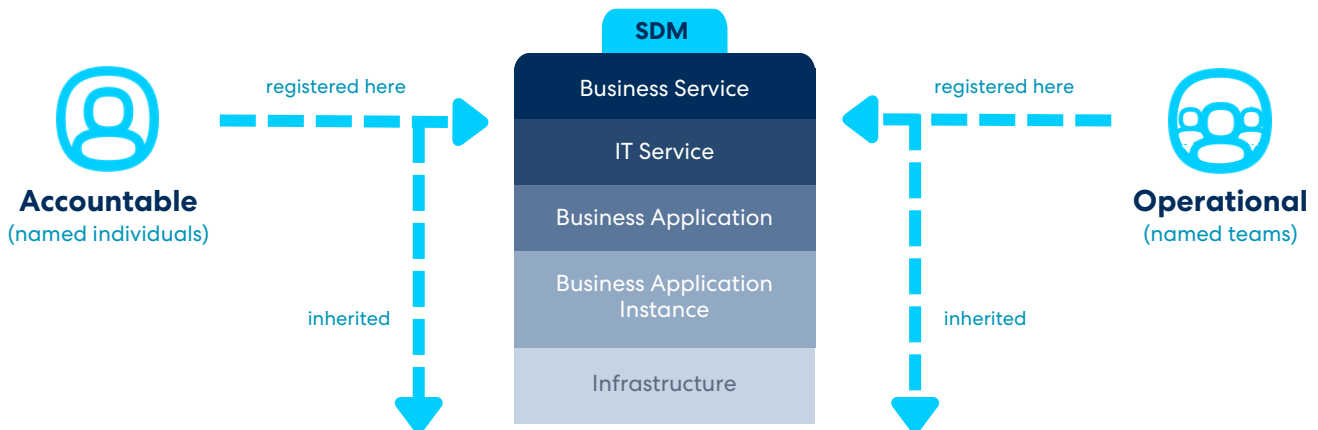 SDM
registered here
Business Service
registered here
IT Service
Accountable
(named individuals)
Business Application
Operational
(named teams)
Business Application
Instance
inherited
inherited
Infrastructure